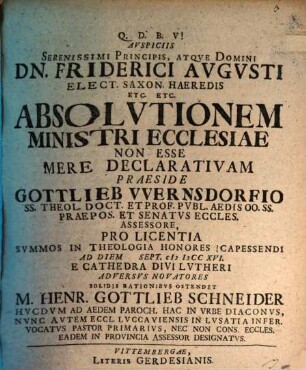 Q. D. B. V!
AVSPICIIS
SERENISSIMI PRINCIPIS, ATQVE DOMINI
DN. FRIDERICI AVGVSTI
ELECT. SAXON. HAEREDIS
ETC. ETC.
ABSOLVTIONEM
MINISTRI ECCLESIAE
NON ESSE
MERE DECLARATIVAM
PRAESIDE
GOTTLIEB VVERNSDORFIO
SS. THEOL. DOCT. ET PROF. PVBL. AEDIS OO. SS.
PRAEPOS. ET SENATVS ECCLES.
ASSESSORE,
PRO LICENTIA
SVMMOS IN THEOLOGIA HONORES CAPESSENDI
AD DIEM SEPT. cIɔ IɔCC XVI.
E CATHEDRA DIVI LVTHERI
ADVERSVS NOVATORES
SOLIDIS RATIONIBVS OSTENDET
M. HENR. GOTTLIEB SCHNEIDER
HVCDVM AD AEDEM PAROCH. HAC IN VRBE DIACONVS,
NVNC AVTEM ECCL LVCCAVIENSIS IN LVSATIA INFER.
VOCATVS PASTOR PRIMARIVS, NEC NON CONS. ECCLES.
EADEM IN PROVINCIA ASSESSOR DESIGNATVS.
VITTEMBERGAE,
LITERIS GERDESIANIS.